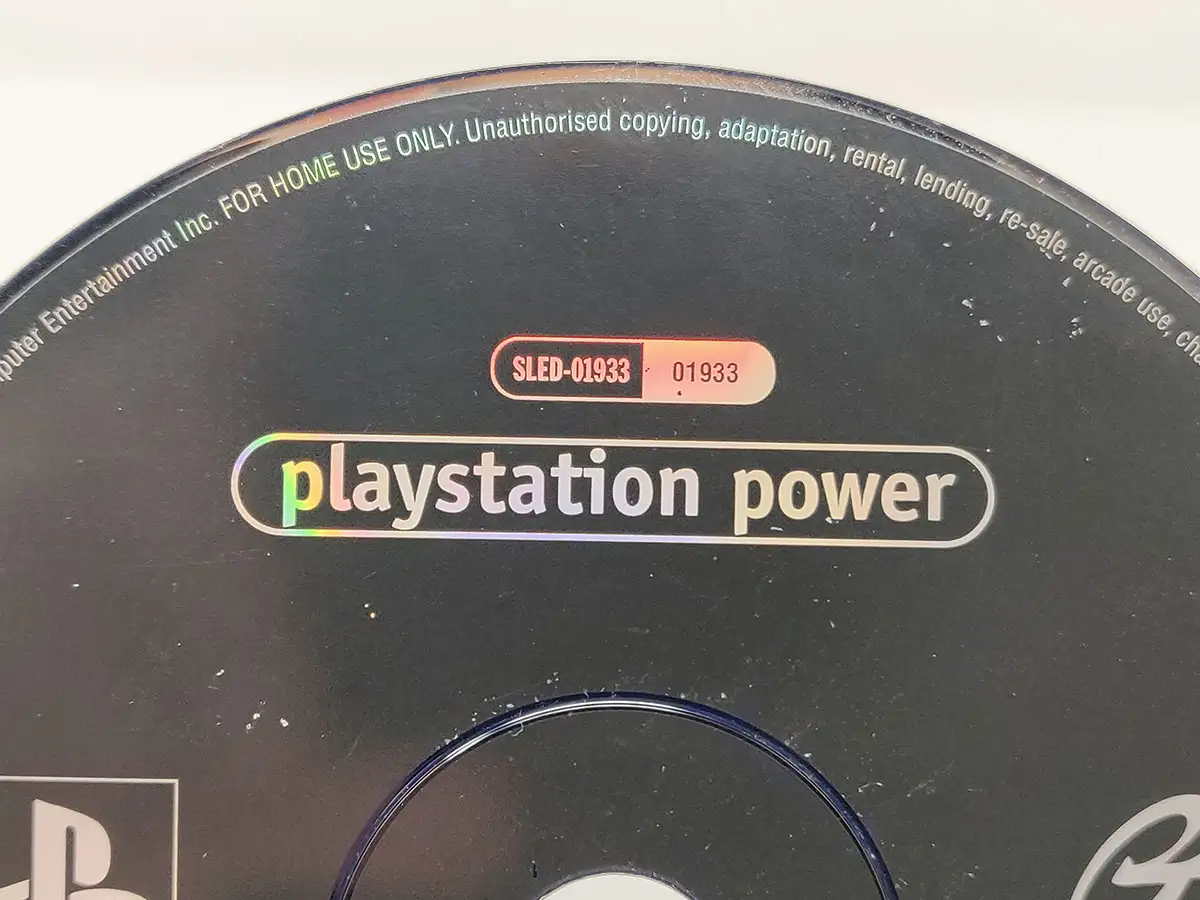 Entertainment Inc. FOR HOME USE ONLY. Unauthorised copying, adaptation, rental, lending, re-sale, arcade use,
SLED-01933 01933
playstation power